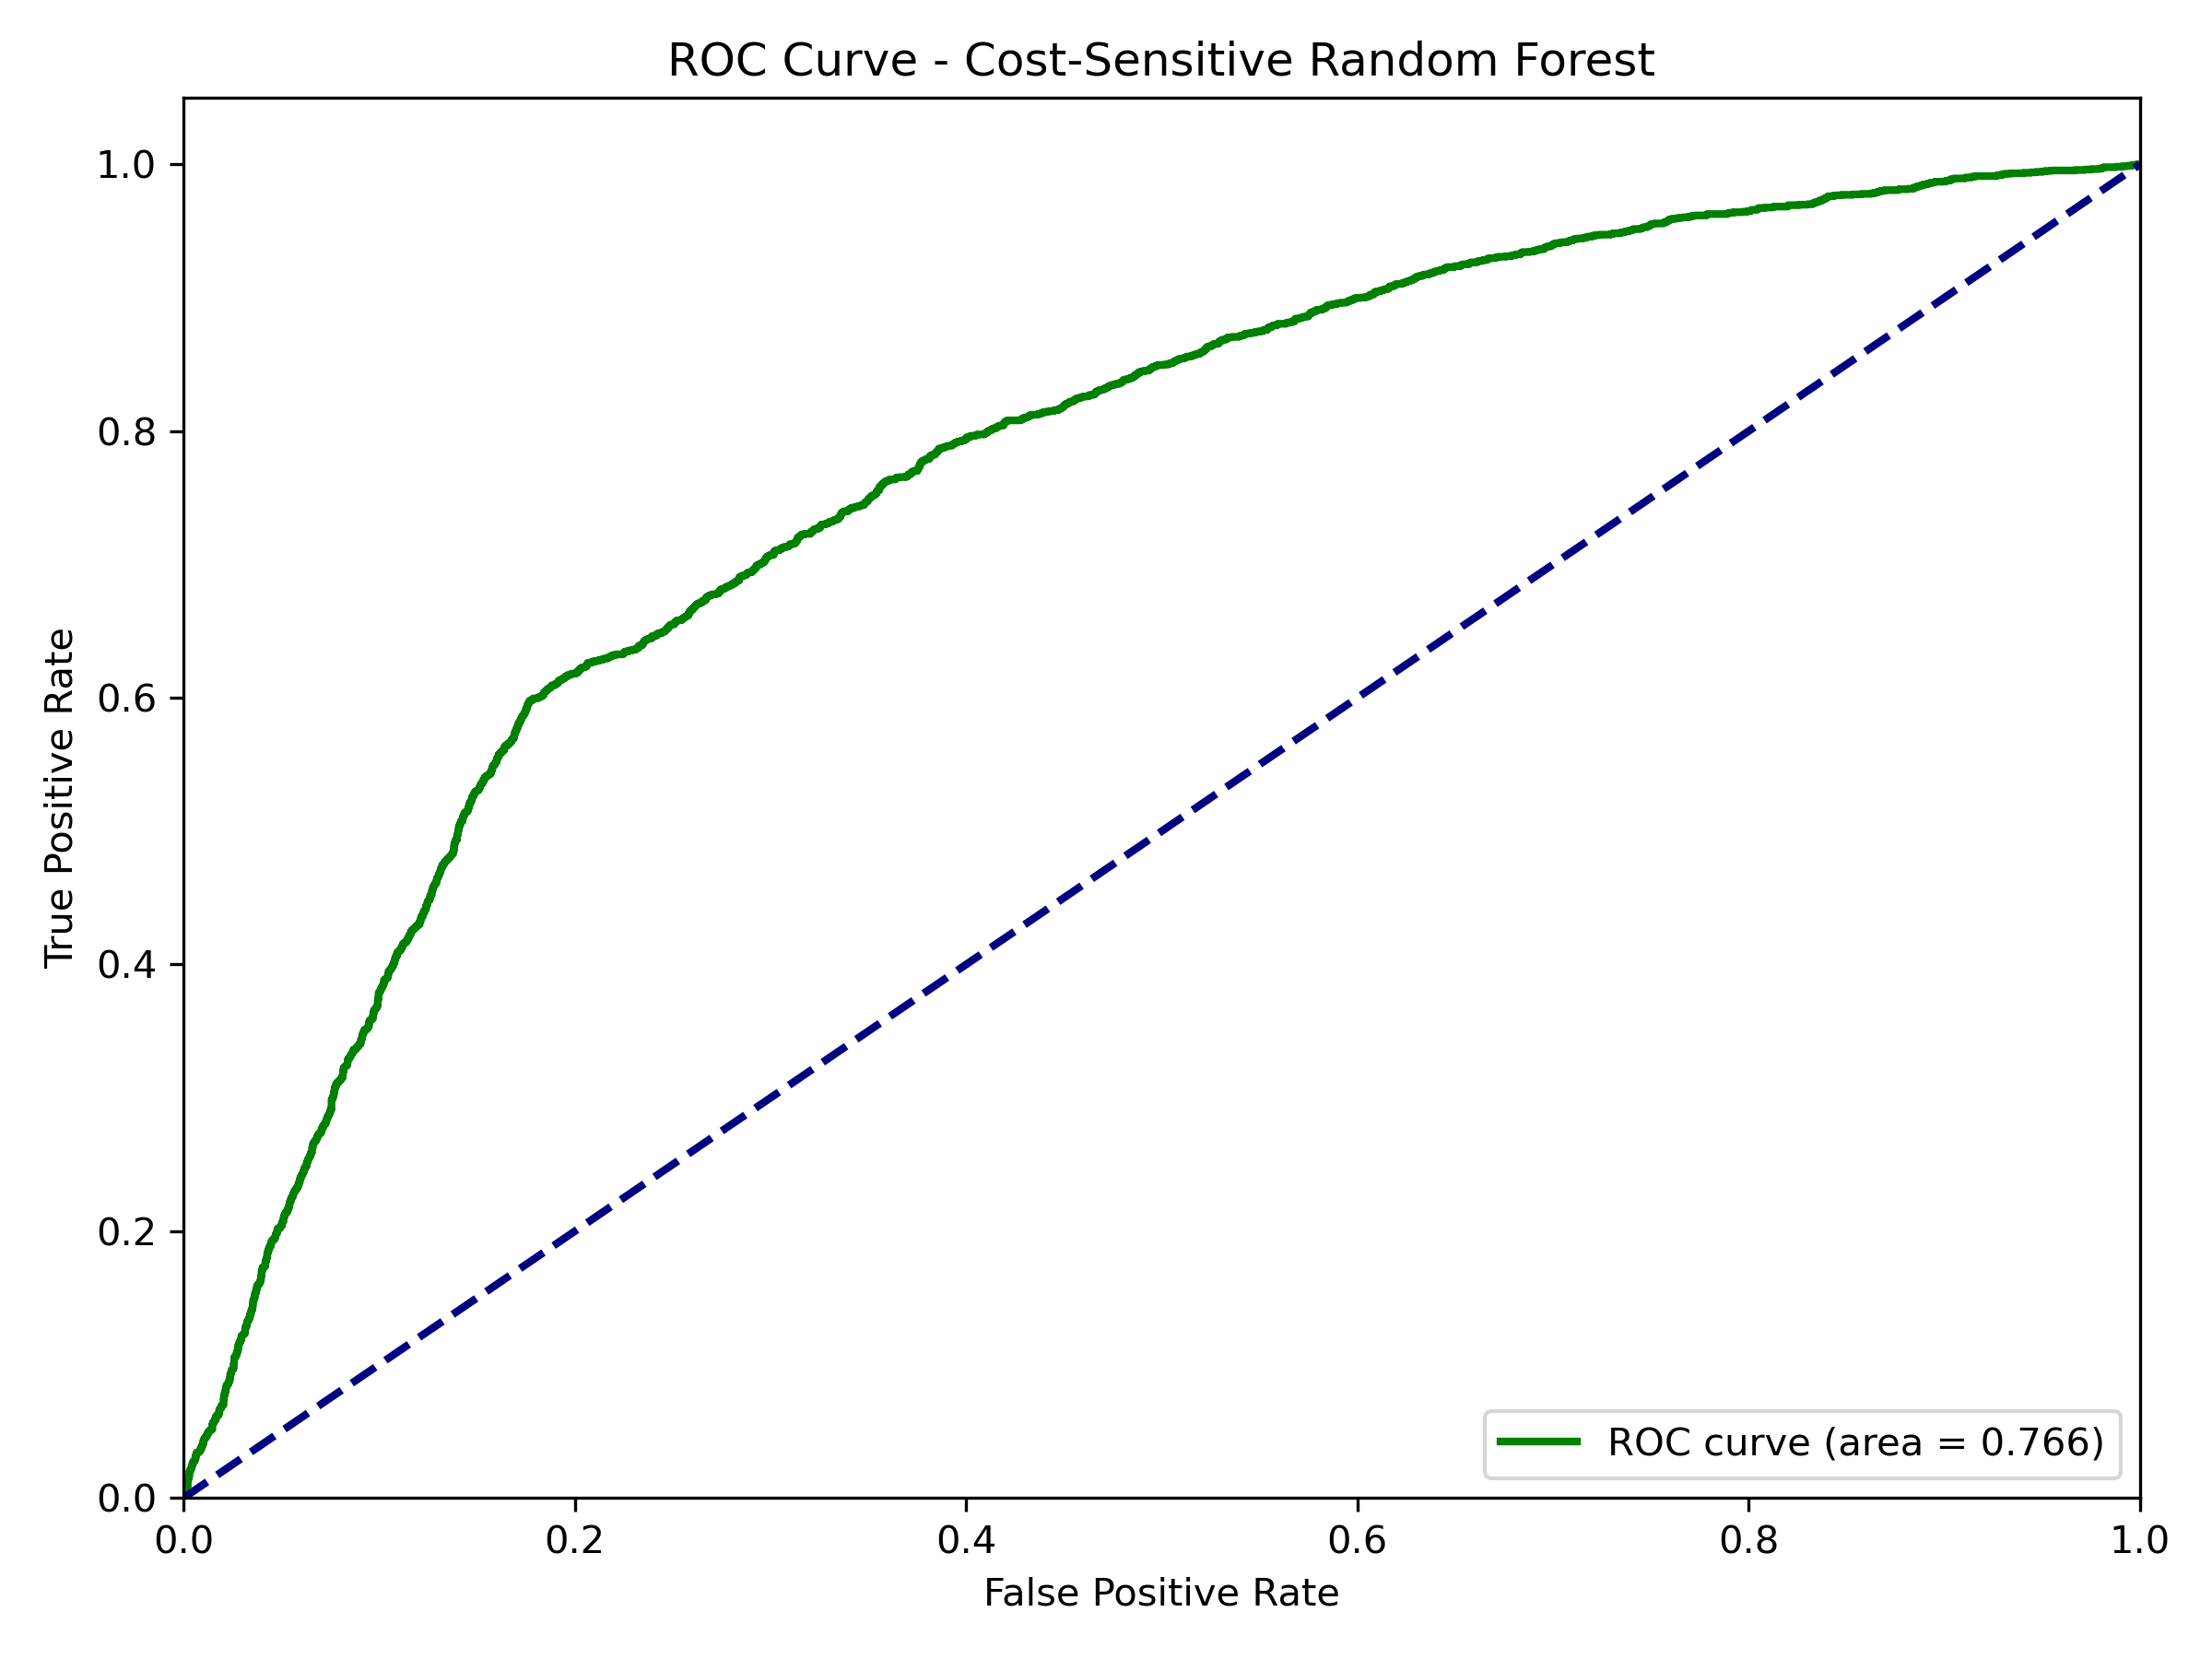 ROC Curve - Cost-Sensitive Random Forest
True Positive Rate
1.0
0.8
0.6
0.4
0.2
0.0
0.0 0.2 0.4 0.6 0.8 1.0
False Positive Rate
ROC curve (area = 0.766)